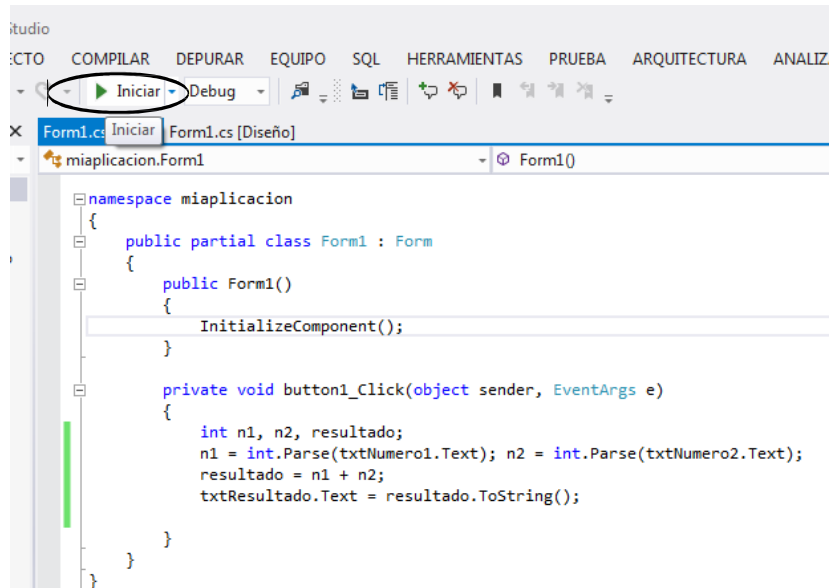 Studio
ECTO COMPILAR DEPURAR EQUIPO SQL HERRAMIENTAS PRUEBA ARQUITECTURA ANALIZ
Iniciar Debug
Form1.cs Iniciar Form1.cs [Diseño]
miaplicacion.Form1 Form1()
namespace miaplicacion
{
public partial class Form1 : Form
{
public Form1()
{
InitializeComponent();
}
private void button1_Click(object sender, EventArgs e)
{
int n1, n2, resultado;
n1 = int.Parse(txtNumero1.Text); n2 = int.Parse(txtNumero2.Text);
resultado = n1 + n2;
txtResultado.Text = resultado.ToString();
}
}
}